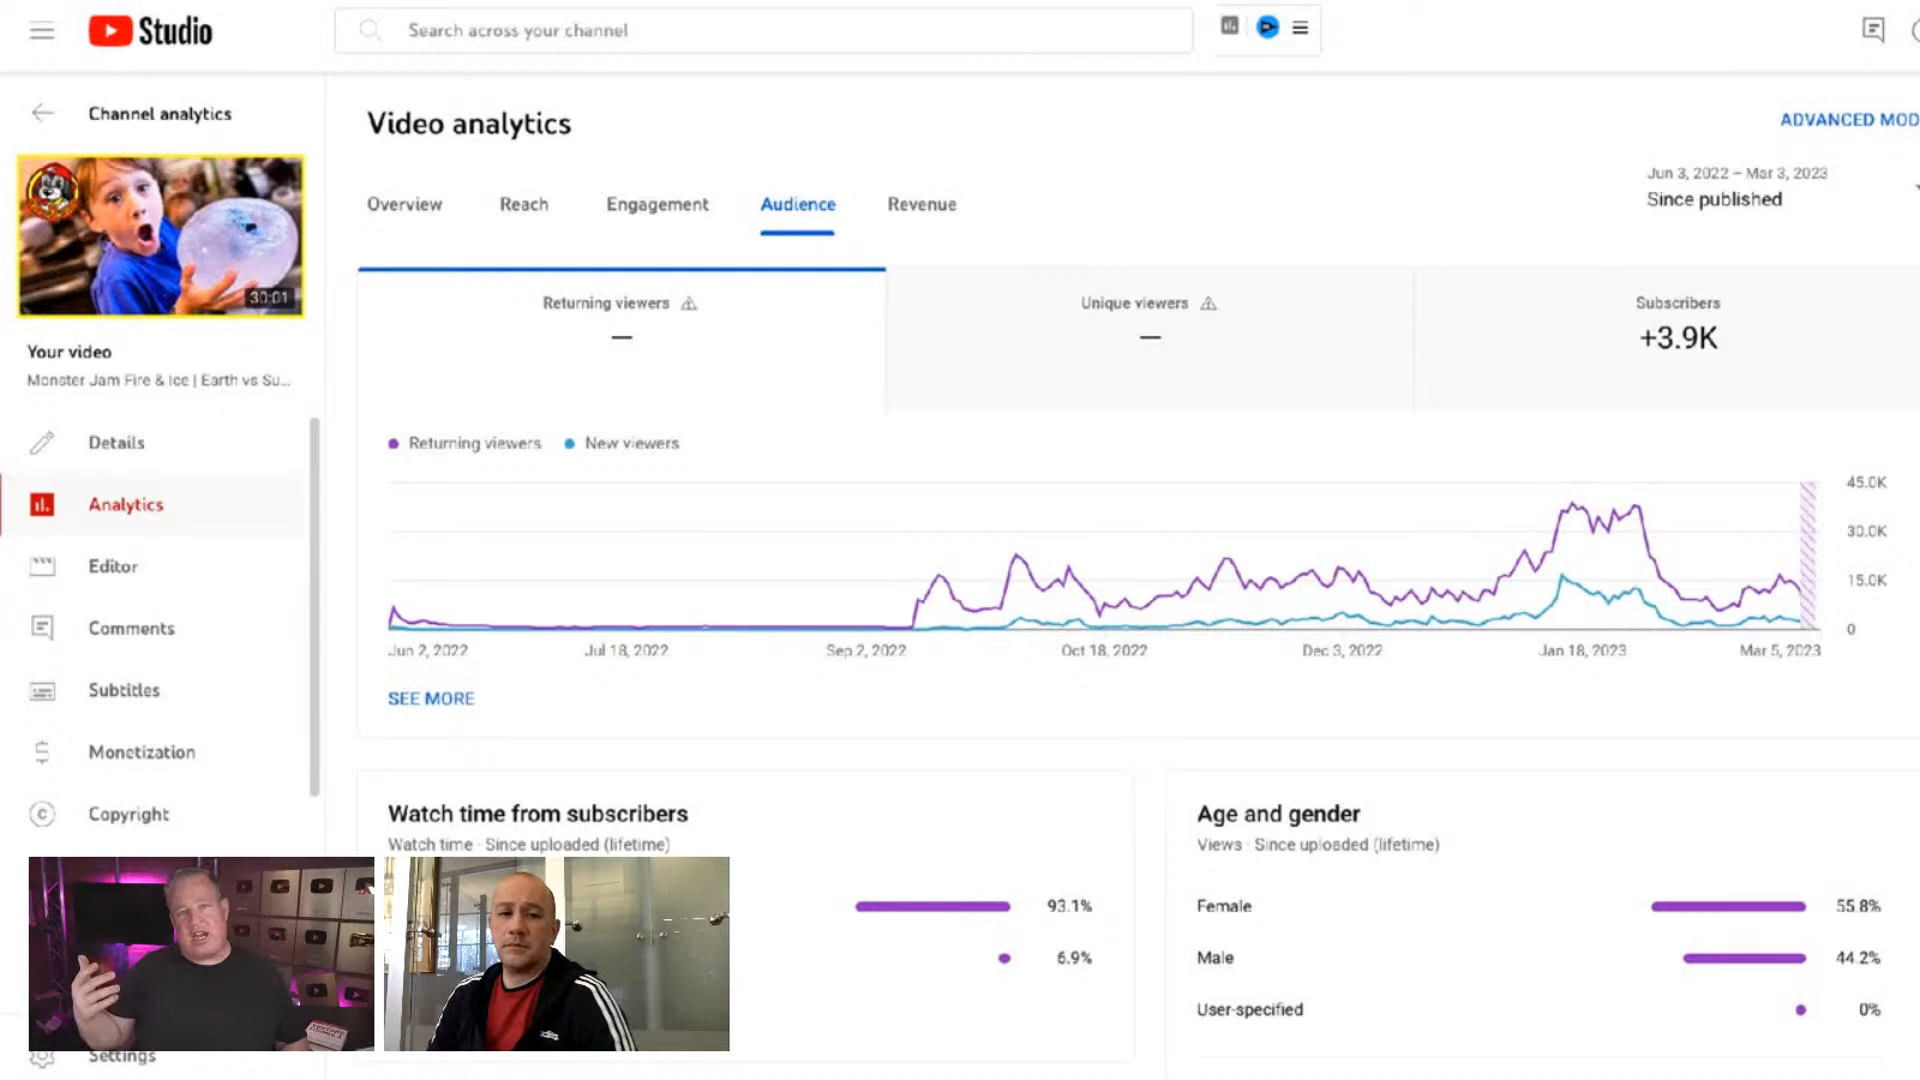 Studio
Search across your channel
Channel analytics
30:01
Your video
Monster Jam Fire & Ice | Earth vs Su...
Details
Analytics
Editor
Comments
Subtitles
Monetization
Copyright
Settings
Video analytics
ADVANCED MOD
Jun 3, 2022 – Mar 3, 2023
Since published
Overview Reach Engagement Audience Revenue
Returning viewers
—
Unique viewers
—
Subscribers
+3.9K
Returning viewers New viewers
45.0K
30.0K
15.0K
0
Jun 2, 2022 Jul 18, 2022 Sep 2, 2022 Oct 18, 2022 Dec 3, 2022 Jan 18, 2023 Mar 5, 2023
SEE MORE
Watch time from subscribers
Watch time · Since uploaded (lifetime)
93.1%
6.9%
Age and gender
Views · Since uploaded (lifetime)
Female 55.8%
Male 44.2%
User-specified 0%